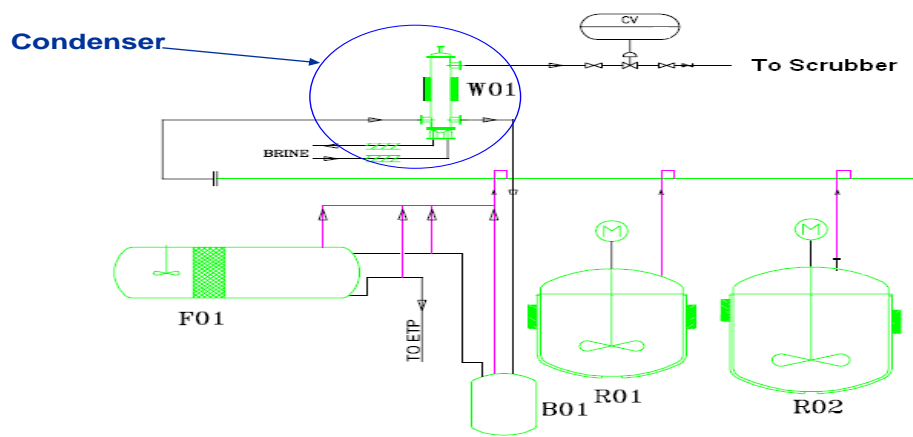 CV
Condenser
To Scrubber
W01
BRINE
M
M
F01
TO ETP
B01
R01
R02